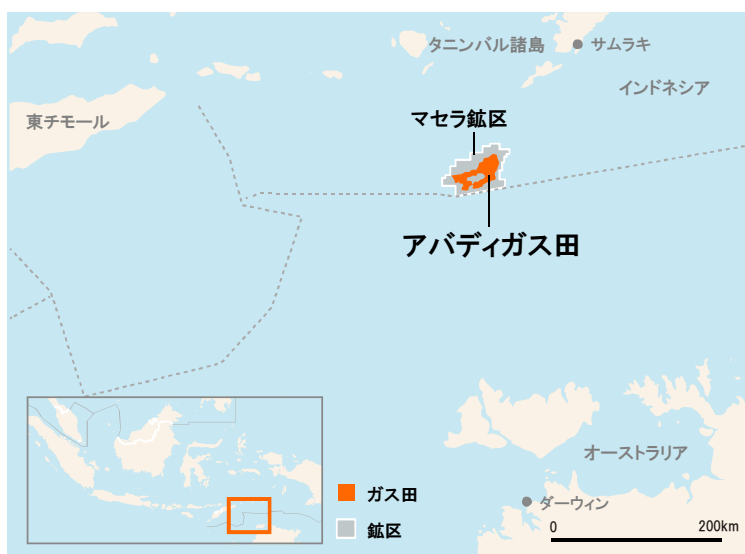 タニンバル諸島
サムラキ
インドネシア
東チモール
マセラ鉱区
アバディガス田
オーストラリア
ダーウィン
ガス田
鉱区
0 200km